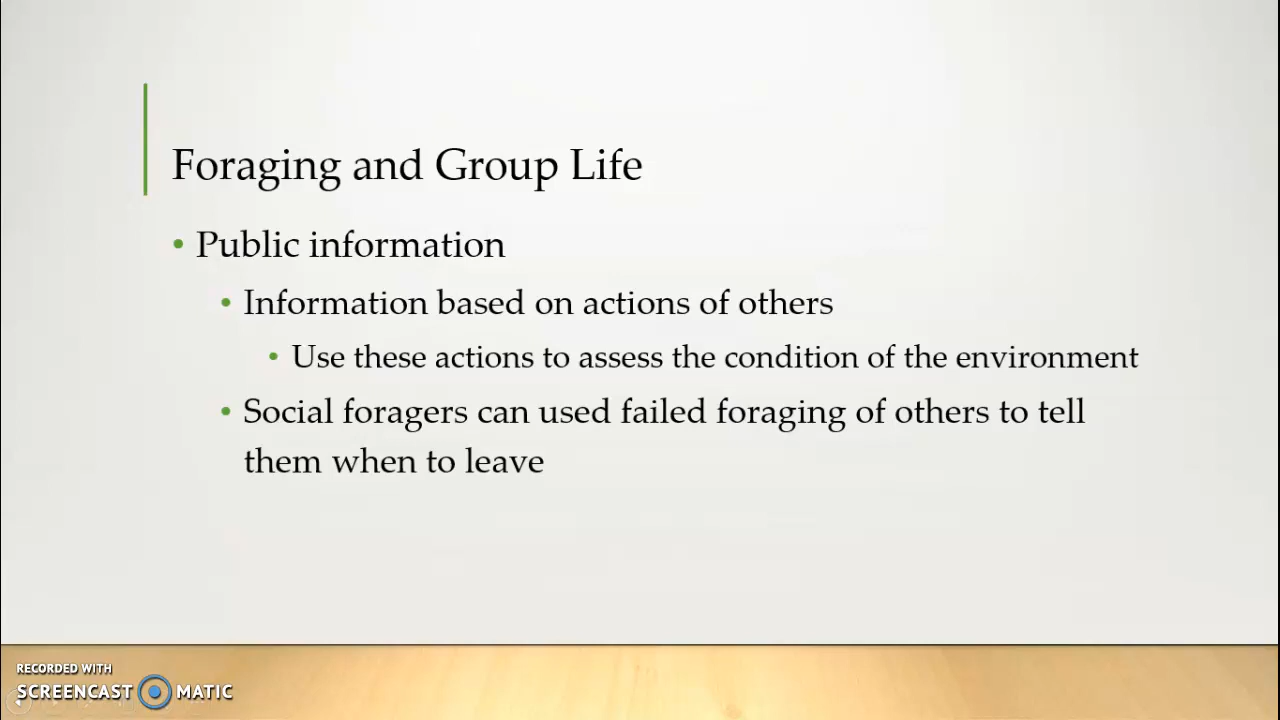 Foraging and Group Life
• Public information
• Information based on actions of others
• Use these actions to assess the condition of the environment
• Social foragers can used failed foraging of others to tell
them when to leave
RECORDED WITH
SCREENCAST MATIC